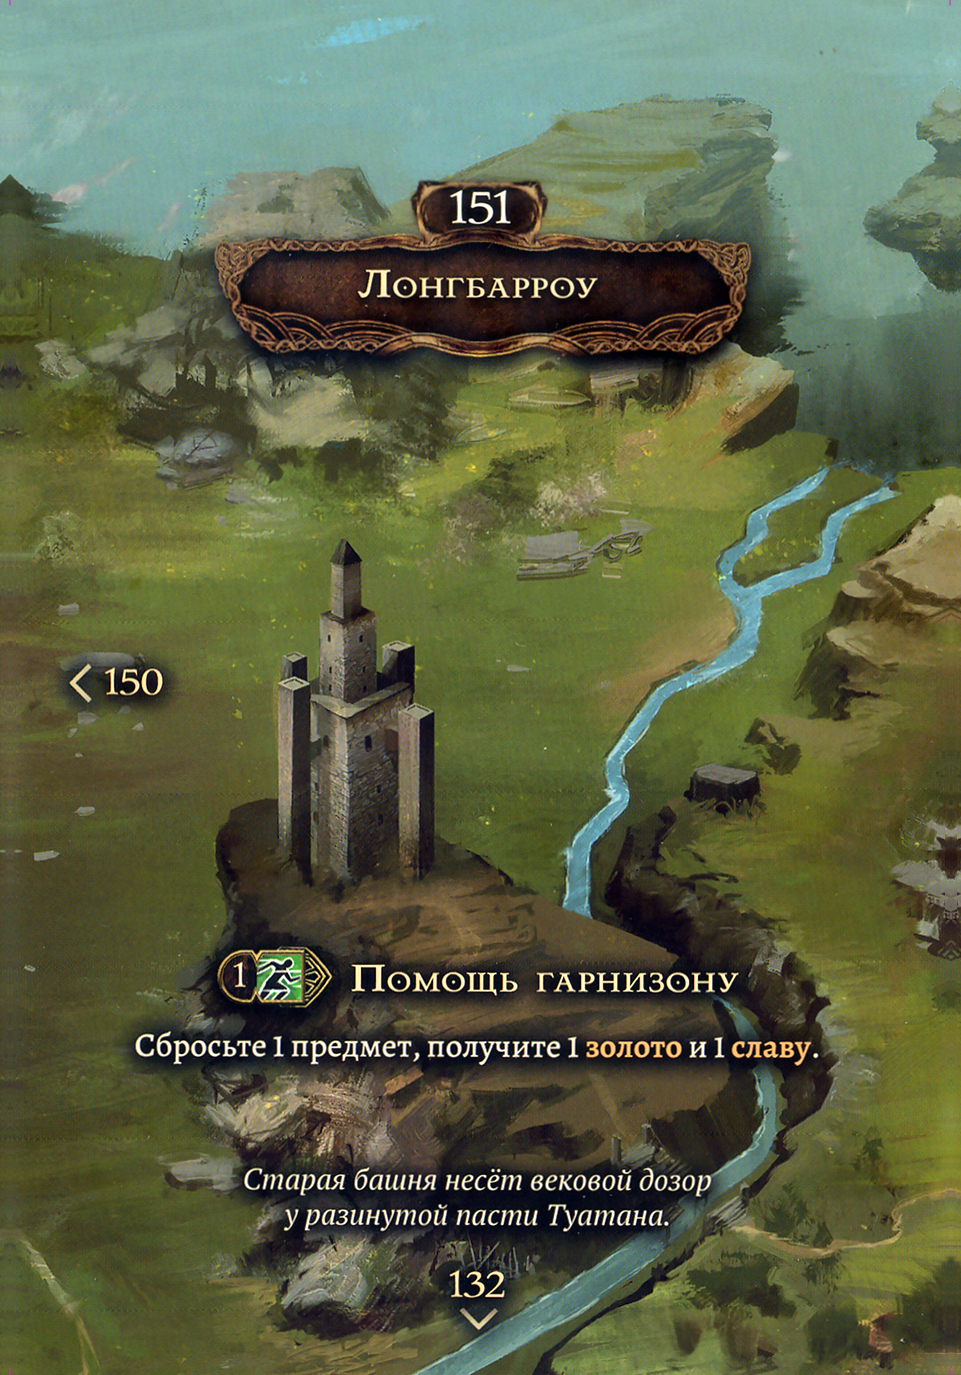 151
Лонгбарроу
150
1 Помощь гарнизону
Сбросьте 1 предмет, получите 1 золото и 1 славу.
Старая башня несёт вековой дозор
у разинутой пасти Туатана.
132